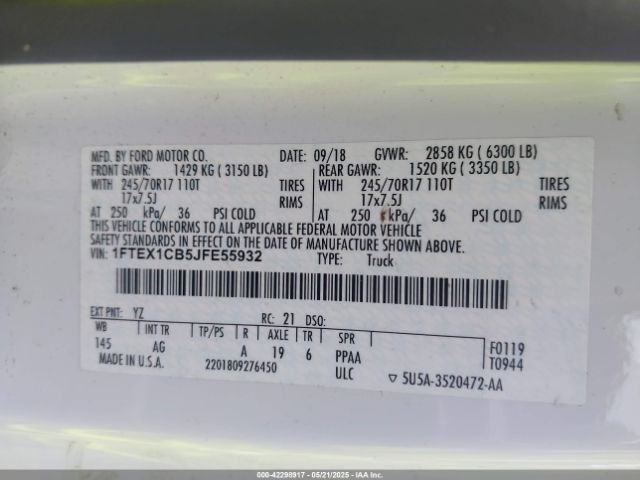 MFD. BY FORD MOTOR CO. DATE: 09/18 GVWR: 2858 KG ( 6300 LB)
FRONT GAWR: 1429 KG ( 3150 LB) REAR GAWR: 1520 KG ( 3350 LB)
WITH 245/70R17 110T TIRES WITH 245/70R17 110T TIRES
17x7.5J RIMS 17x7.5J RIMS
AT 250 kPa/ 36 PSI COLD AT 250 kPa/ 36 PSI COLD
THIS VEHICLE CONFORMS TO ALL APPLICABLE FEDERAL MOTOR VEHICLE
SAFETY STANDARDS IN EFFECT ON THE DATE OF MANUFACTURE SHOWN ABOVE.
VIN: 1FTEX1CB5JFE55932 TYPE: Truck
EXT PNT: YZ RC: 21 DSO:
WB INT TR TP/PS R AXLE TR SPR
145 AG A 19 6 PPAA F0119
MADE IN U.S.A. 2201809276450 ULC T0944
▽ 5U5A-3520472-AA
000-42298917 - 05/21/2025 - IAAI.COM